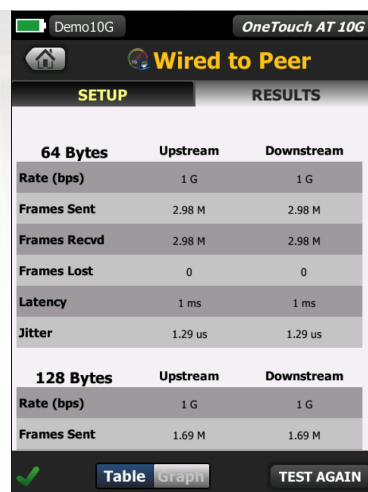 Demo10G OneTouch AT 10G
Wired to Peer
SETUP RESULTS
64 Bytes Upstream Downstream
Rate (bps) 1 G 1 G
Frames Sent 2.98 M 2.98 M
Frames Recvd 2.98 M 2.98 M
Frames Lost 0 0
Latency 1 ms 1 ms
Jitter 1.29 us 1.29 us
128 Bytes Upstream Downstream
Rate (bps) 1 G 1 G
Frames Sent 1.69 M 1.69 M
Table Graph TEST AGAIN